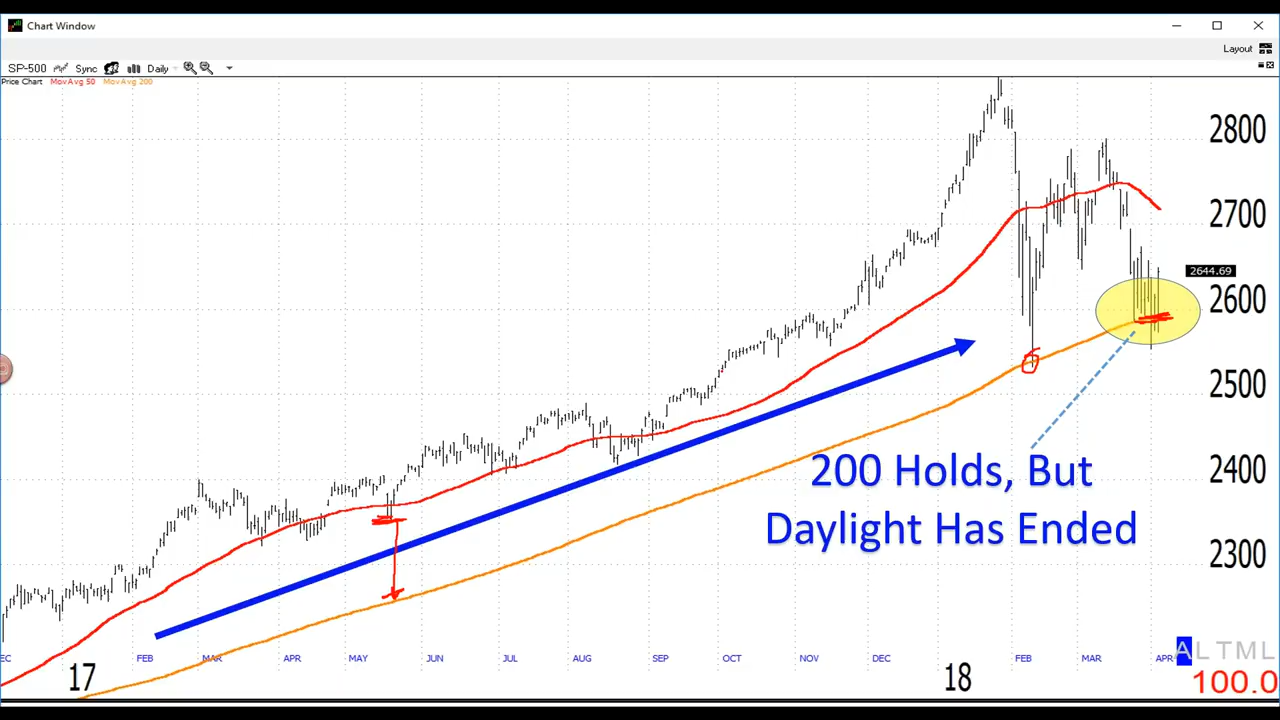 Chart Window
Layout
SP-500 Sync Daily
Price Chart MovAvg 50 MovAvg 200
2800
2700
2644.69
2600
2500
2400
2300
200 Holds, But
Daylight Has Ended
FEB MAR APR MAY JUN JUL AUG SEP OCT NOV DEC FEB MAR APR
17 18
ALTML
100.0